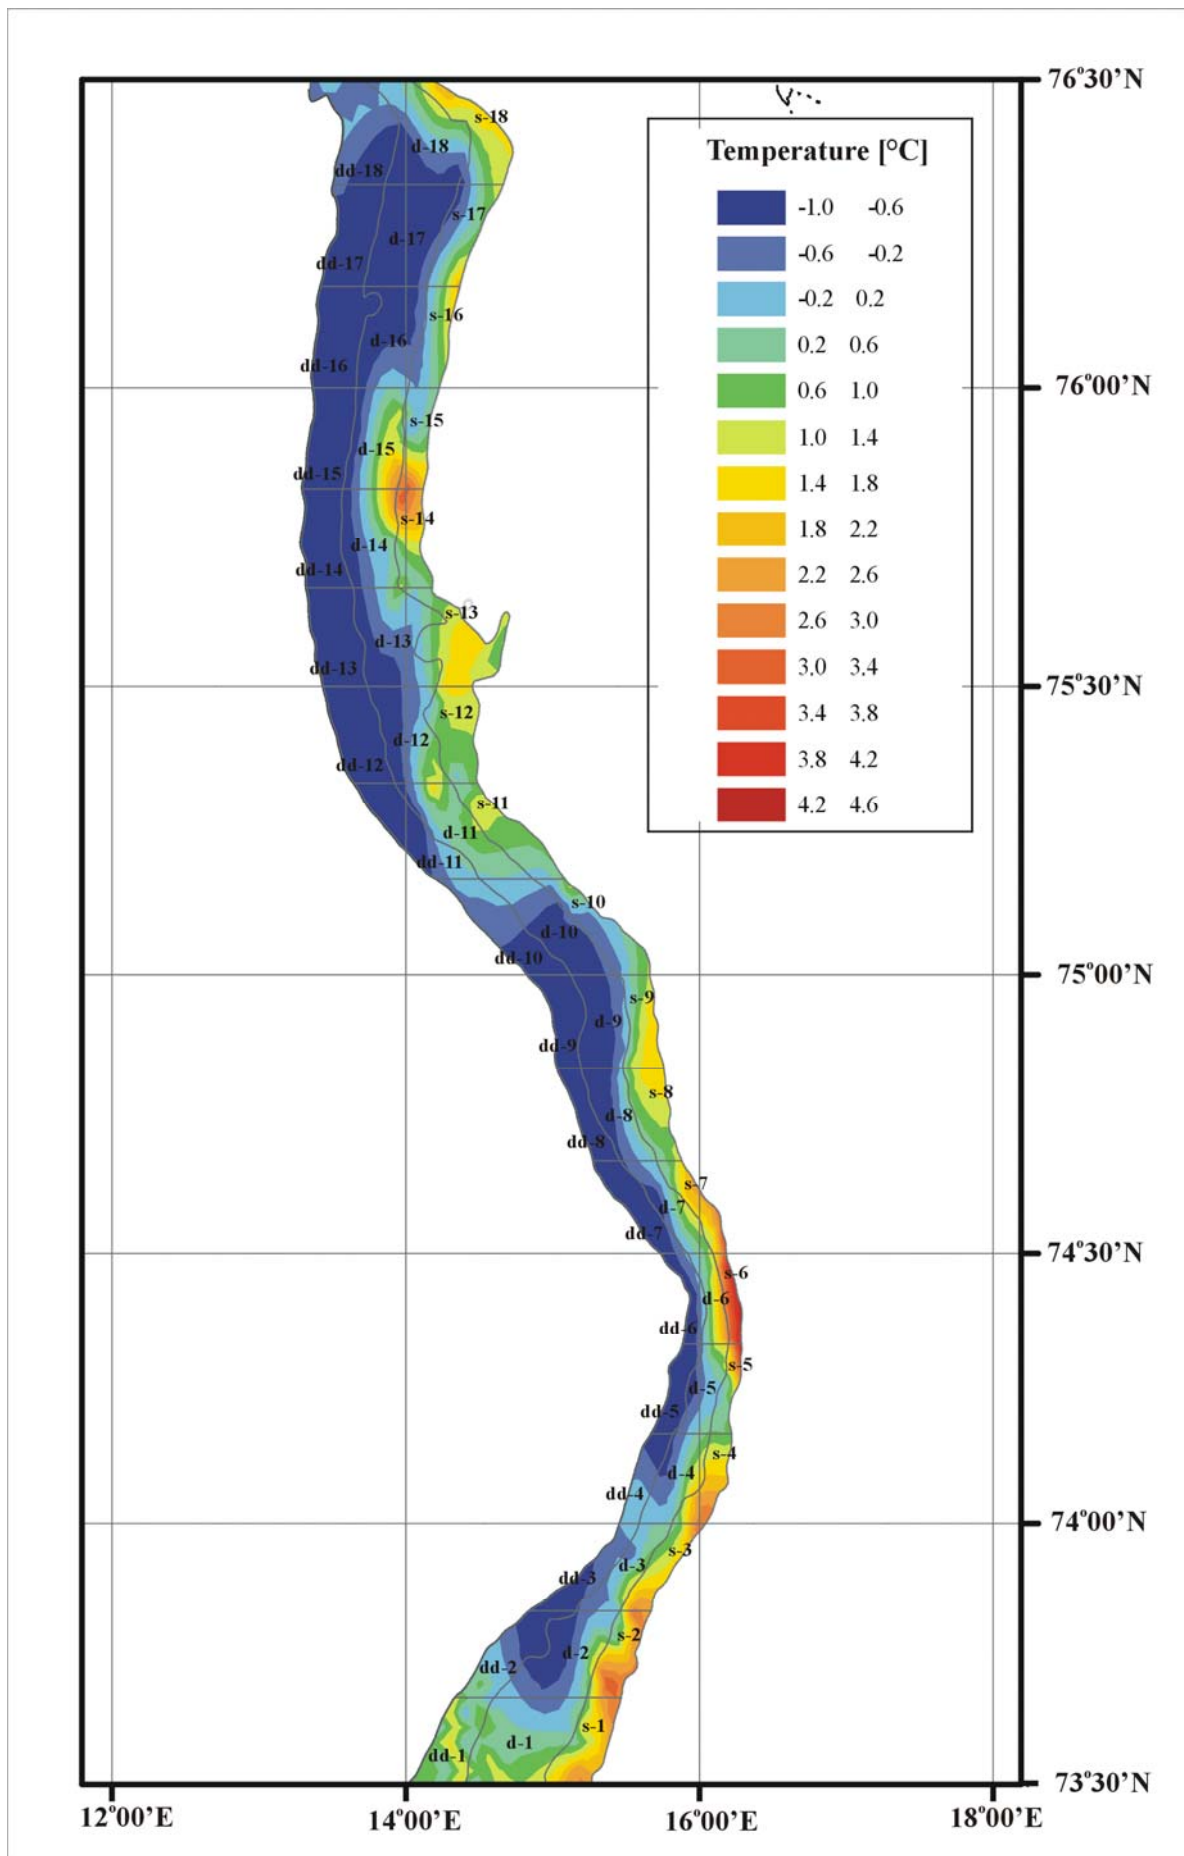 76°30’N
s-18
d-18
dd-18
Temperature [°C]
-1.0 -0.6
-0.6 -0.2
-0.2 0.2
0.2 0.6
0.6 1.0
1.0 1.4
1.4 1.8
1.8 2.2
2.2 2.6
2.6 3.0
3.0 3.4
3.4 3.8
3.8 4.2
4.2 4.6
s-17
d-17
dd-17
s-16
d-16
dd-16
76°00’N
s-15
d-15
dd-15
s-14
d-14
dd-14
s-13
d-13
dd-13
75°30’N
s-12
d-12
dd-12
s-11
d-11
dd-11
s-10
d-10
dd-10
75°00’N
s-9
d-9
dd-9
s-8
d-8
dd-8
s-7
d-7
dd-7
74°30’N
s-6
d-6
dd-6
s-5
d-5
dd-5
s-4
d-4
dd-4
74°00’N
s-3
d-3
dd-3
s-2
d-2
dd-2
s-1
d-1
dd-1
73°30’N
12°00’E 14°00’E 16°00’E 18°00’E